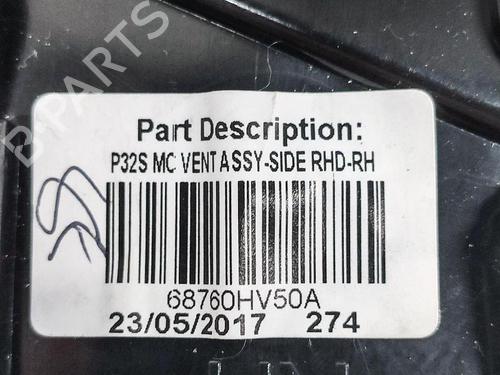 B-PARTS
Part Description:
P32S MC VENT ASSY-SIDE RHD-RH
68760HV50A
23/05/2017 274